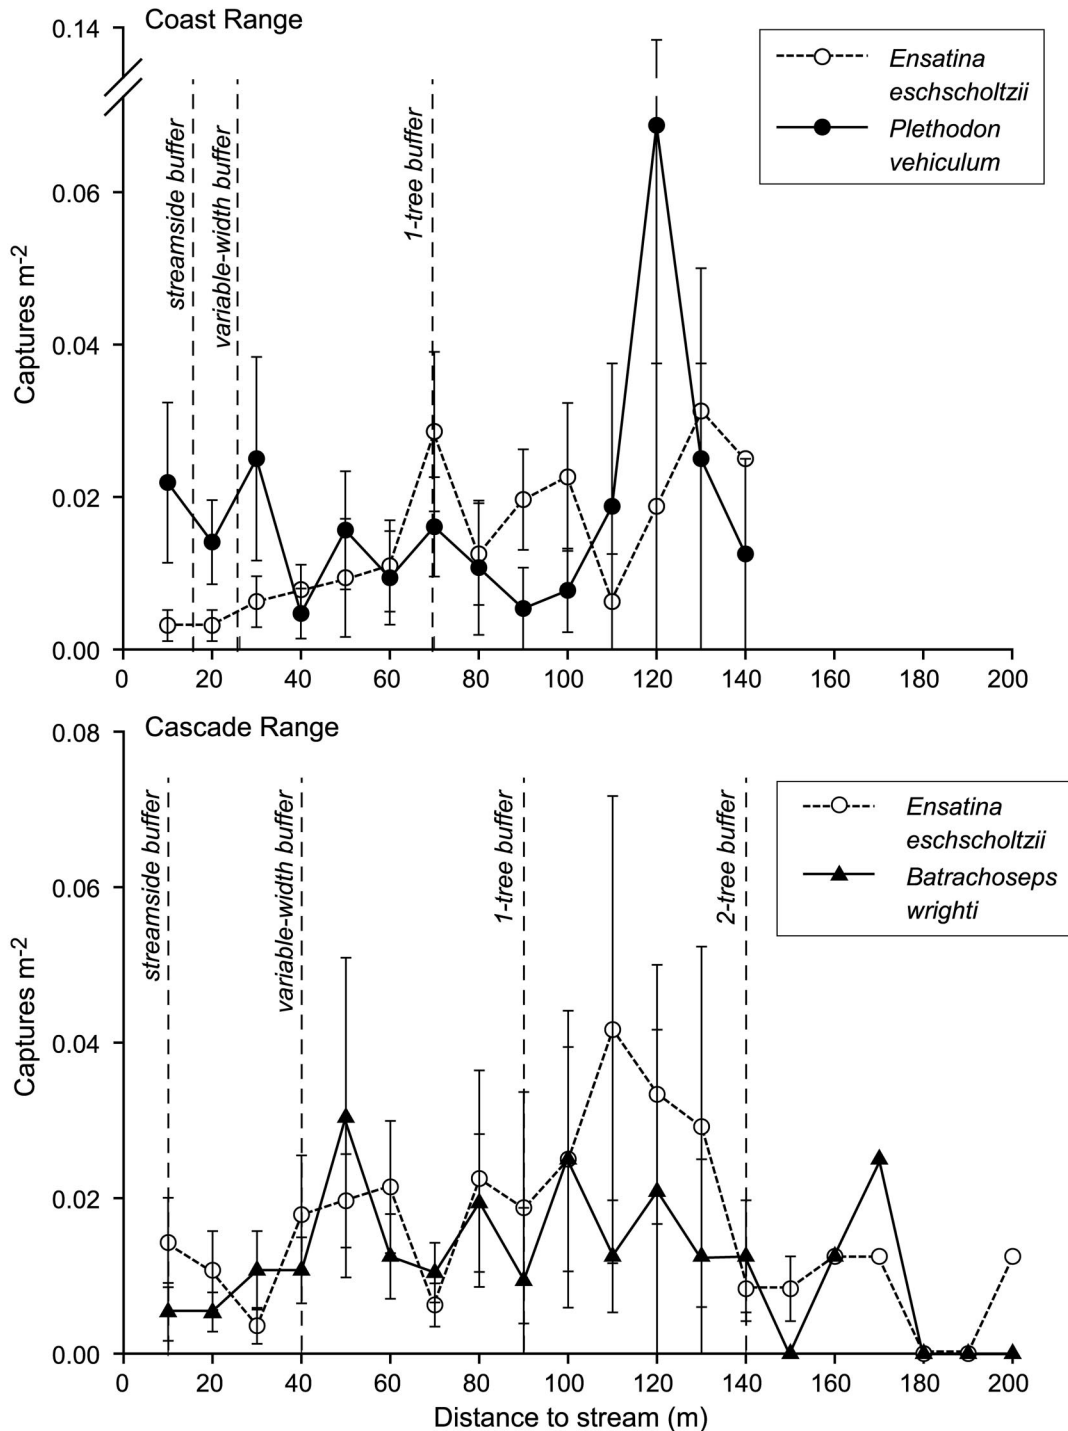 Coast Range
0.14
0.06
0.04
0.02
0.00
Captures m-2
streamside buffer
variable-width buffer
1-tree buffer
Ensatina
eschscholtzii
Plethodon
vehiculum
0 20 40 60 80 100 120 140 160 180 200
Cascade Range
0.08
0.06
0.04
0.02
0.00
Captures m-2
streamside buffer
variable-width buffer
1-tree buffer
2-tree buffer
Ensatina
eschscholtzii
Batrachoseps
wrighti
0 20 40 60 80 100 120 140 160 180 200
Distance to stream (m)